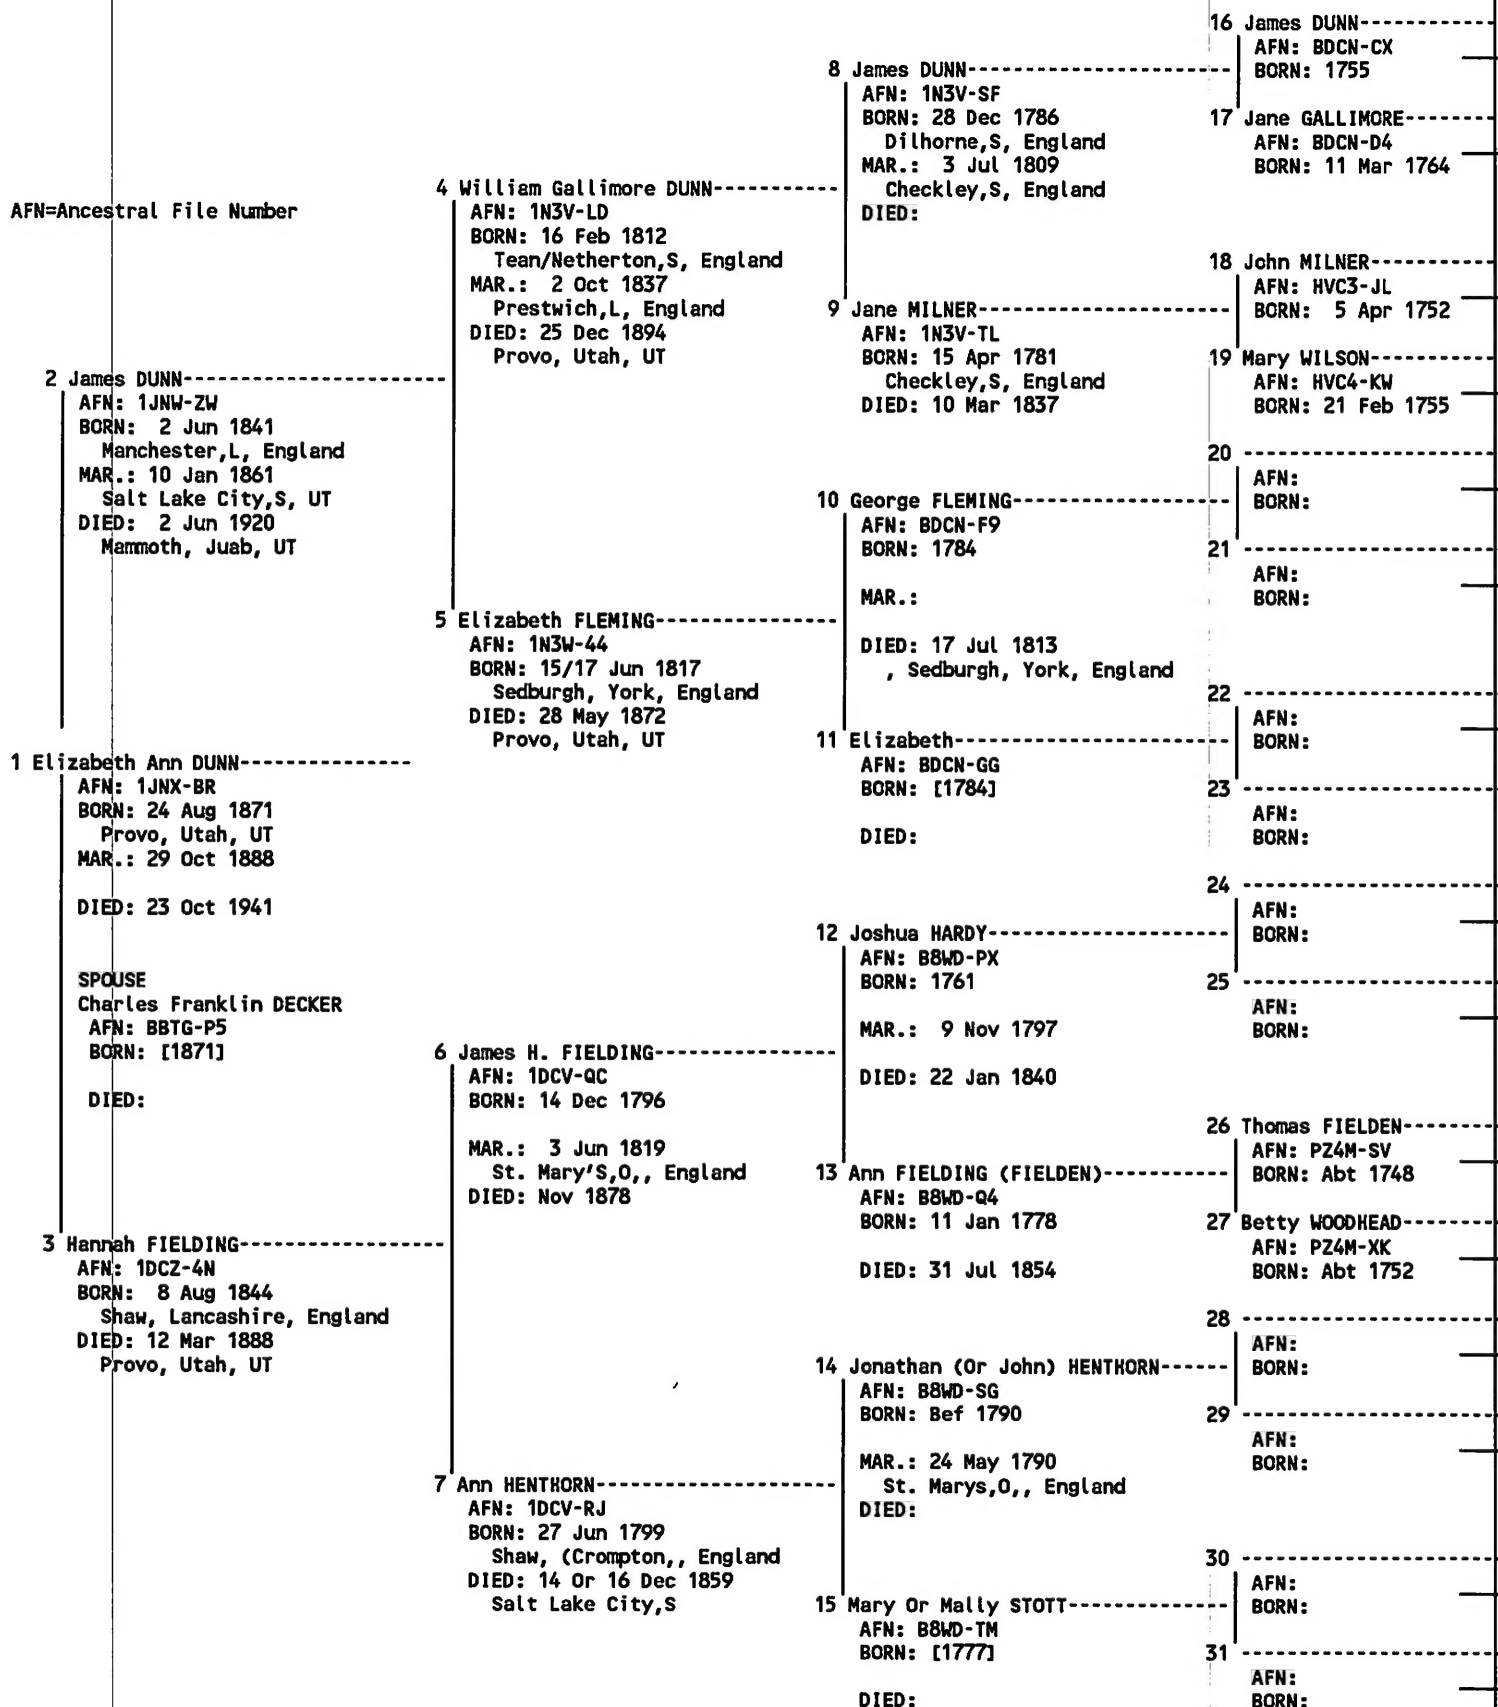 AFN=Ancestral File Number
1 Elizabeth Ann DUNN---------------
AFN: 1JNX-BR
BORN: 24 Aug 1871
Provo, Utah, UT
MAR.: 29 Oct 1888
DIED: 23 Oct 1941
SPOUSE
Charles Franklin DECKER
AFN: BBTG-P5
BORN: [1871]
DIED:
2 James DUNN-----------------------
AFN: 1JNW-ZW
BORN:  2 Jun 1841
Manchester,L, England
MAR.: 10 Jan 1861
Salt Lake City,S, UT
DIED:  2 Jun 1920
Mammoth, Juab, UT
3 Hannah FIELDING------------------
AFN: 1DCZ-4N
BORN:  8 Aug 1844
Shaw, Lancashire, England
DIED: 12 Mar 1888
Provo, Utah, UT
4 William Gallimore DUNN-----------
AFN: 1N3V-LD
BORN: 16 Feb 1812
Tean/Netherton,S, England
MAR.:  2 Oct 1837
Prestwich,L, England
DIED: 25 Dec 1894
Provo, Utah, UT
5 Elizabeth FLEMING----------------
AFN: 1N3W-44
BORN: 15/17 Jun 1817
Sedburgh, York, England
DIED: 28 May 1872
Provo, Utah, UT
6 James H. FIELDING----------------
AFN: 1DCV-QC
BORN: 14 Dec 1796
MAR.:  3 Jun 1819
St. Mary'S,O,, England
DIED: Nov 1878
7 Ann HENTHORN---------------------
AFN: 1DCV-RJ
BORN: 27 Jun 1799
Shaw, (Crompton,, England
DIED: 14 Or 16 Dec 1859
Salt Lake City,S
8 James DUNN-----------------------
AFN: 1N3V-SF
BORN: 28 Dec 1786
Dilhorne,S, England
MAR.:  3 Jul 1809
Checkley,S, England
DIED:
9 Jane MILNER----------------------
AFN: 1N3V-TL
BORN: 15 Apr 1781
Checkley,S, England
DIED: 10 Mar 1837
10 George FLEMING-------------------
AFN: BDCN-F9
BORN: 1784
MAR.:
DIED: 17 Jul 1813
, Sedburgh, York, England
11 Elizabeth------------------------
AFN: BDCN-GG
BORN: [1784]
DIED:
12 Joshua HARDY---------------------
AFN: B8WD-PX
BORN: 1761
MAR.:  9 Nov 1797
DIED: 22 Jan 1840
13 Ann FIELDING (FIELDEN)-----------
AFN: B8WD-Q4
BORN: 11 Jan 1778
DIED: 31 Jul 1854
14 Jonathan (Or John) HENTHORN------
AFN: B8WD-SG
BORN: Bef 1790
MAR.: 24 May 1790
St. Marys,O,, England
DIED:
15 Mary Or Mally STOTT--------------
AFN: B8WD-TM
BORN: [1777]
DIED:
16 James DUNN------------
AFN: BDCN-CX
BORN: 1755
17 Jane GALLIMORE--------
AFN: BDCN-D4
BORN: 11 Mar 1764
18 John MILNER-----------
AFN: HVC3-JL
BORN:  5 Apr 1752
19 Mary WILSON-----------
AFN: HVC4-KW
BORN: 21 Feb 1755
20 ----------------------
AFN:
BORN:
21 ----------------------
AFN:
BORN:
22 ----------------------
AFN:
BORN:
23 ----------------------
AFN:
BORN:
24 ----------------------
AFN:
BORN:
25 ----------------------
AFN:
BORN:
26 Thomas FIELDEN--------
AFN: PZ4M-SV
BORN: Abt 1748
27 Betty WOODHEAD--------
AFN: PZ4M-XK
BORN: Abt 1752
28 ----------------------
AFN:
BORN:
29 ----------------------
AFN:
BORN:
30 ----------------------
AFN:
BORN:
31 ----------------------
AFN:
BORN: